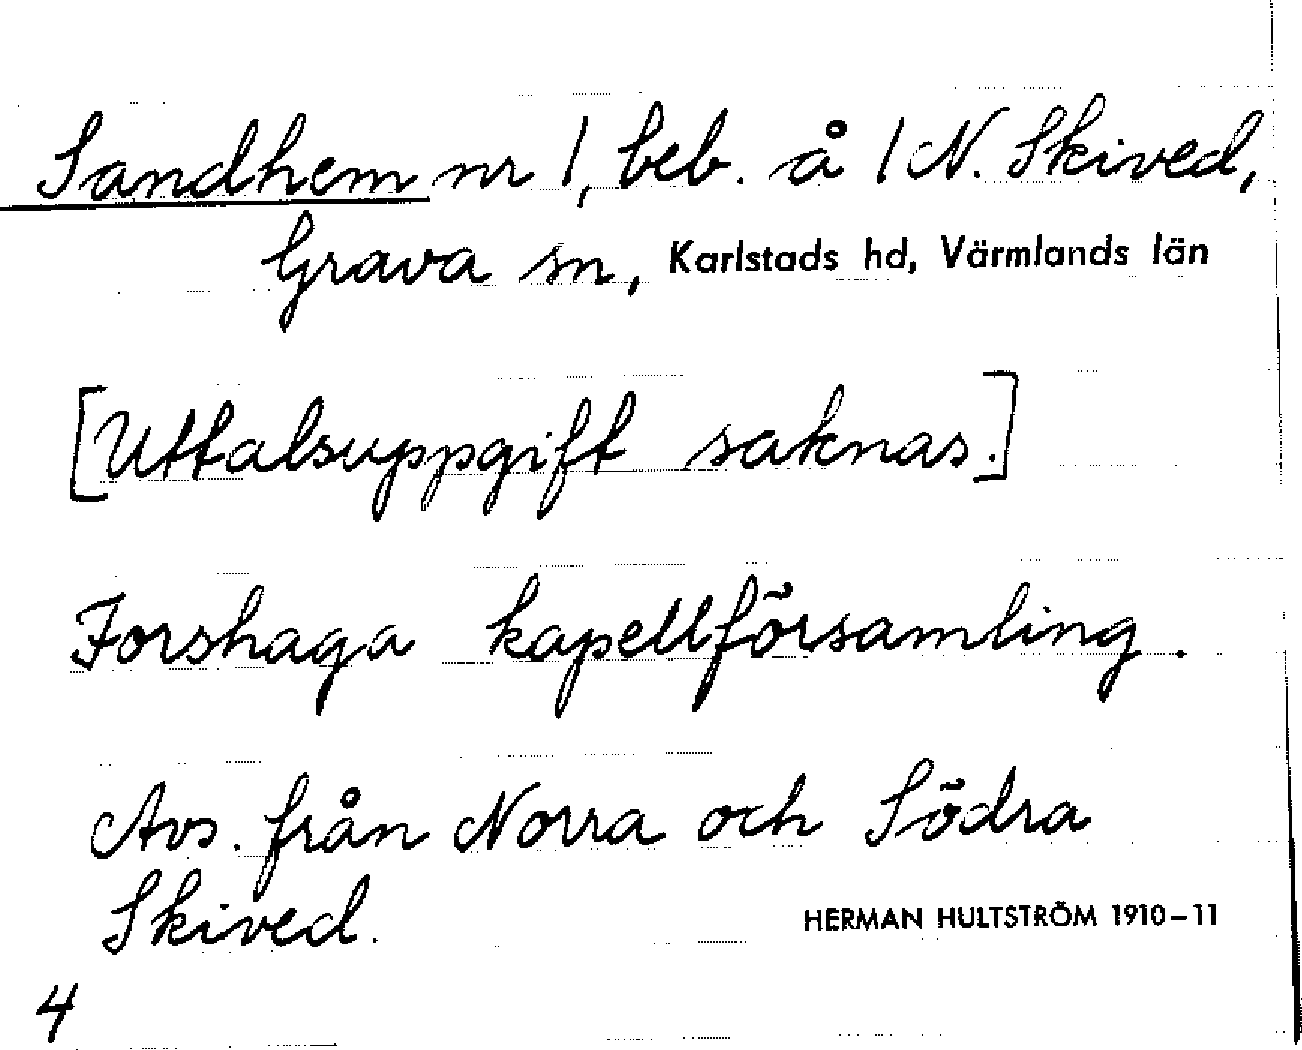 Sandhem nr 1, beb. å 1 N. Skived,
Grava sn, Karlstads hd, Värmlands län
[Uttalsuppgift saknas.]
Forshaga kapellförsamling.
Avs. från Norra och Södra
Skived.
HERMAN HULTSTRÖM 1910-11
4